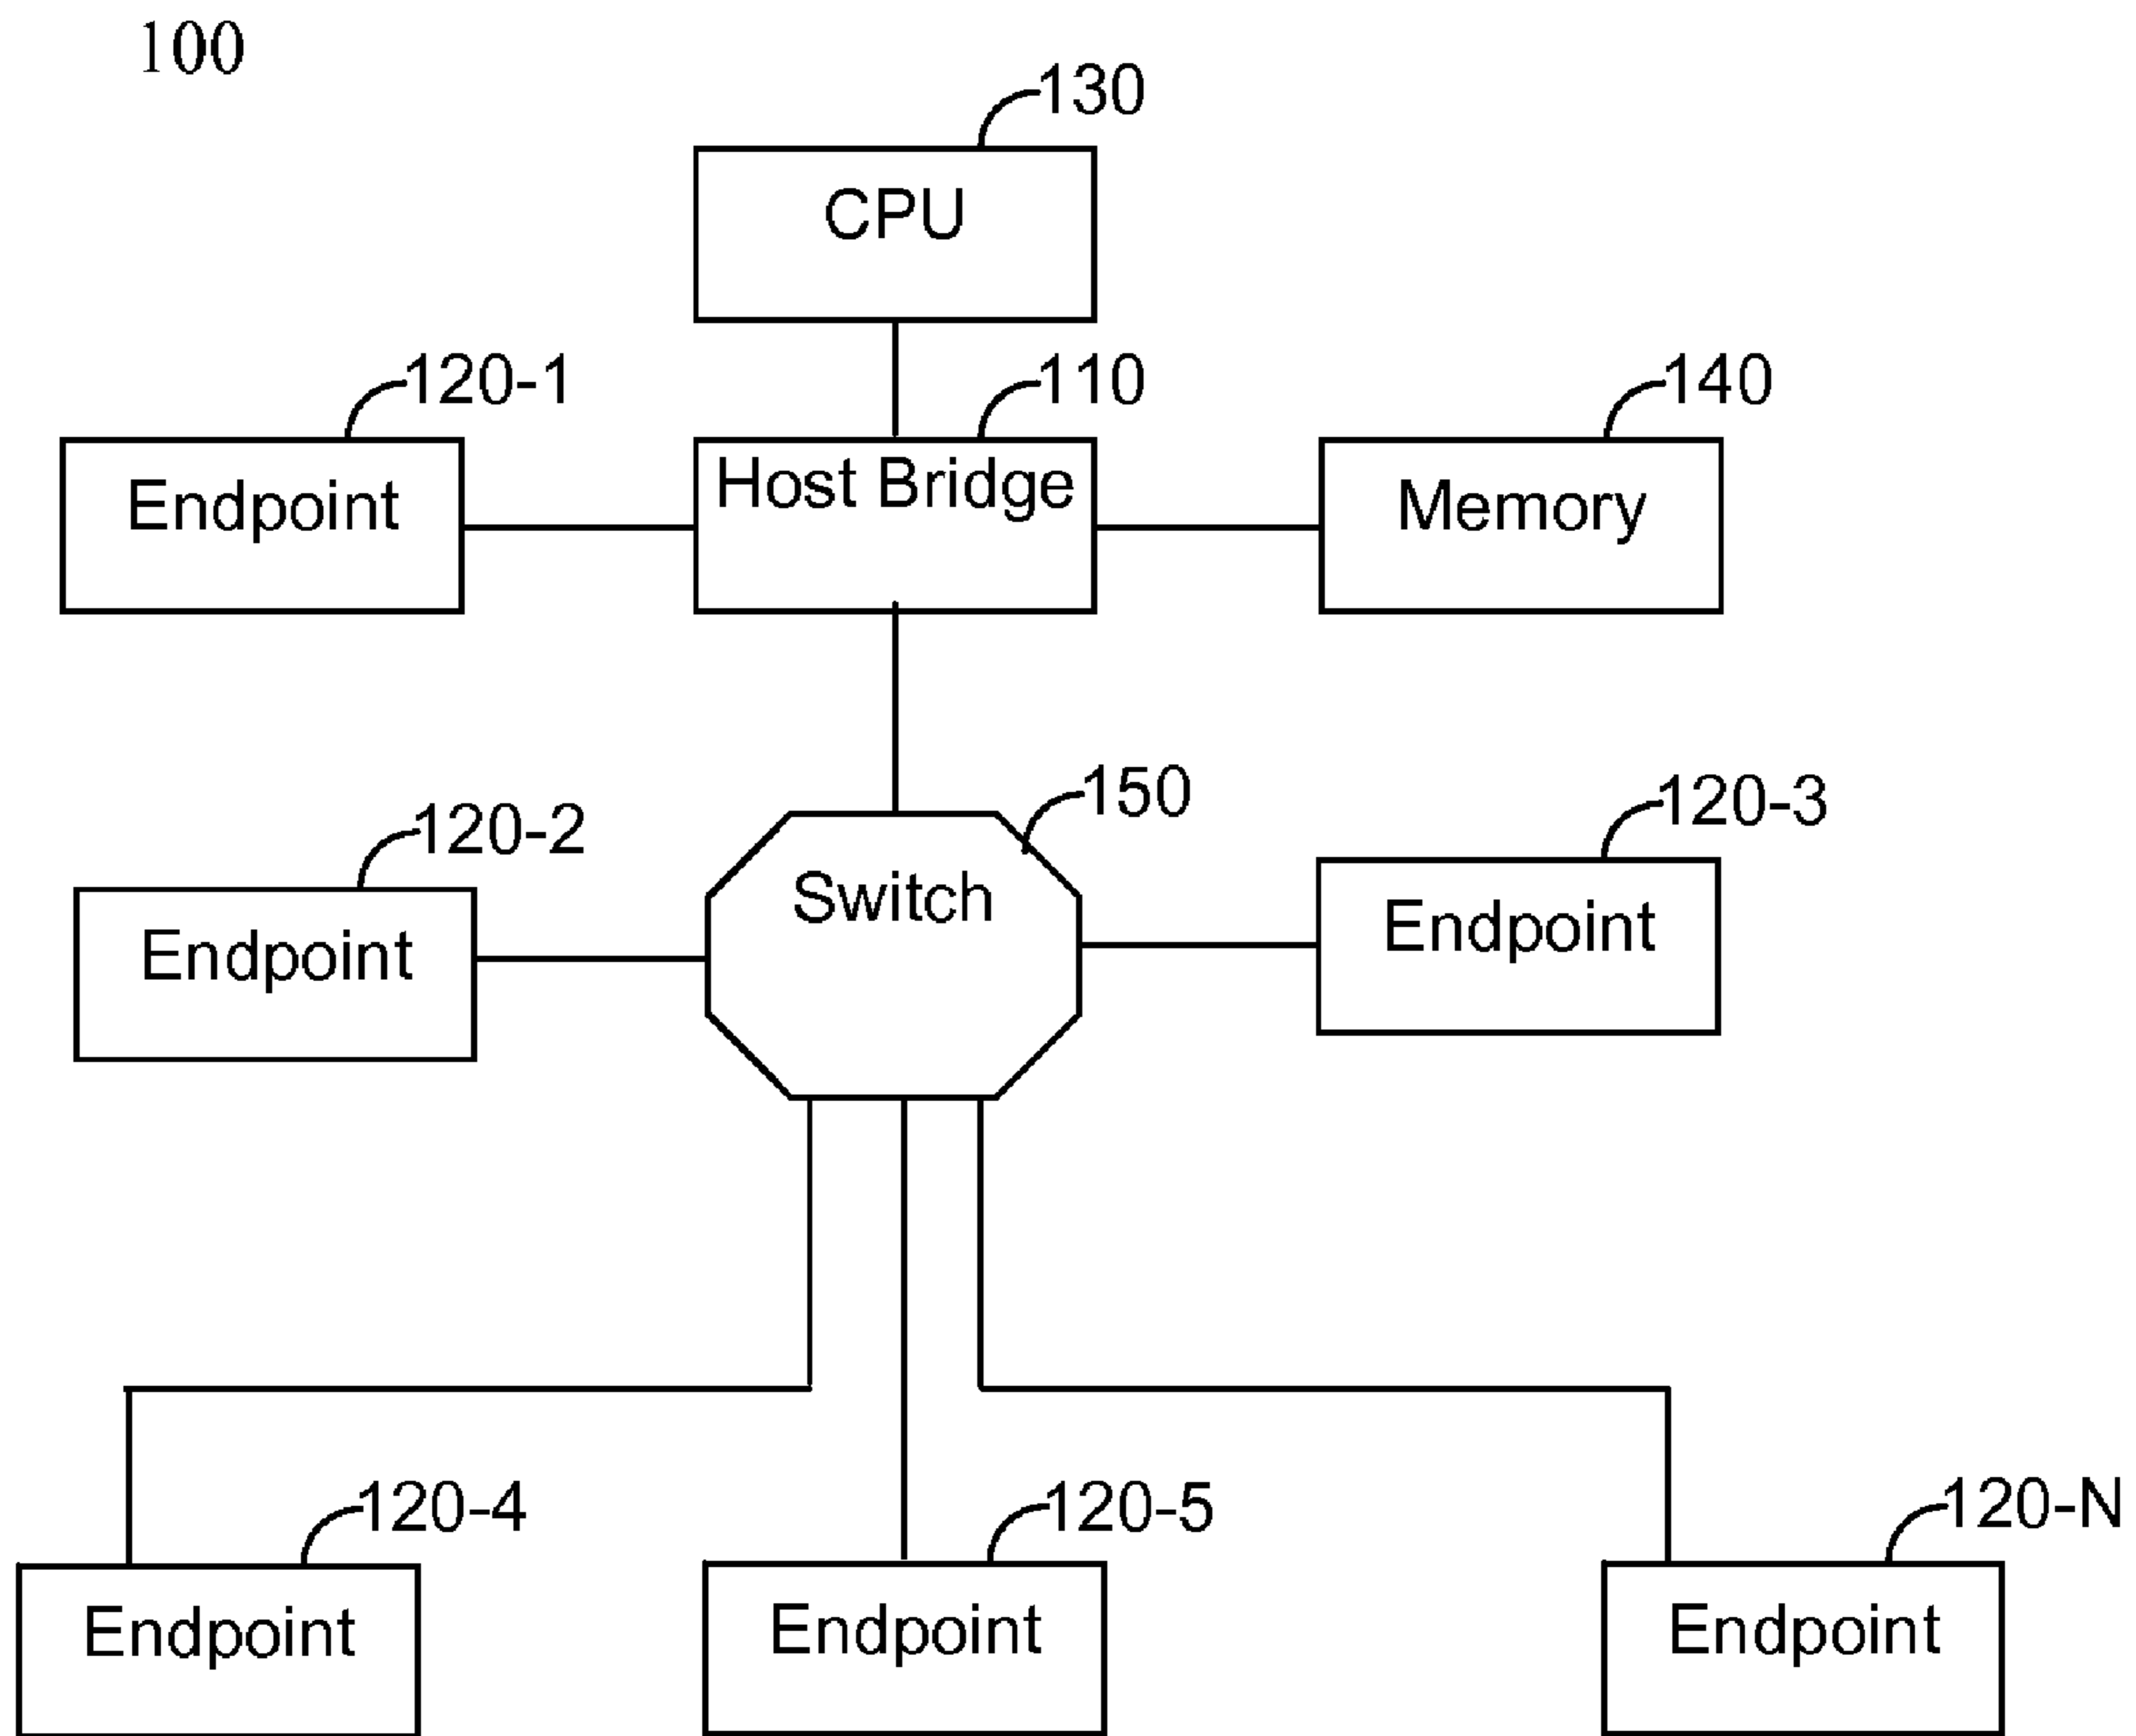 100
130
CPU
120-1
110
140
Endpoint
Host Bridge
Memory
150
120-2
120-3
Switch
Endpoint
Endpoint
120-4
120-5
120-N
Endpoint
Endpoint
Endpoint